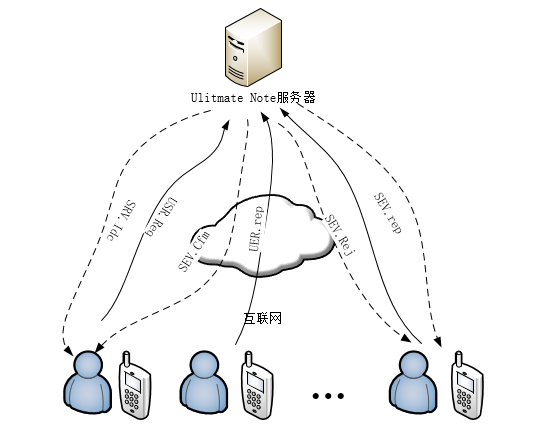 Ulitmate Note服务器
SRV.Idc
USR.Req
SEV.Cfm
UER.rep
SEV.Rej
SEV.rep
互联网
...